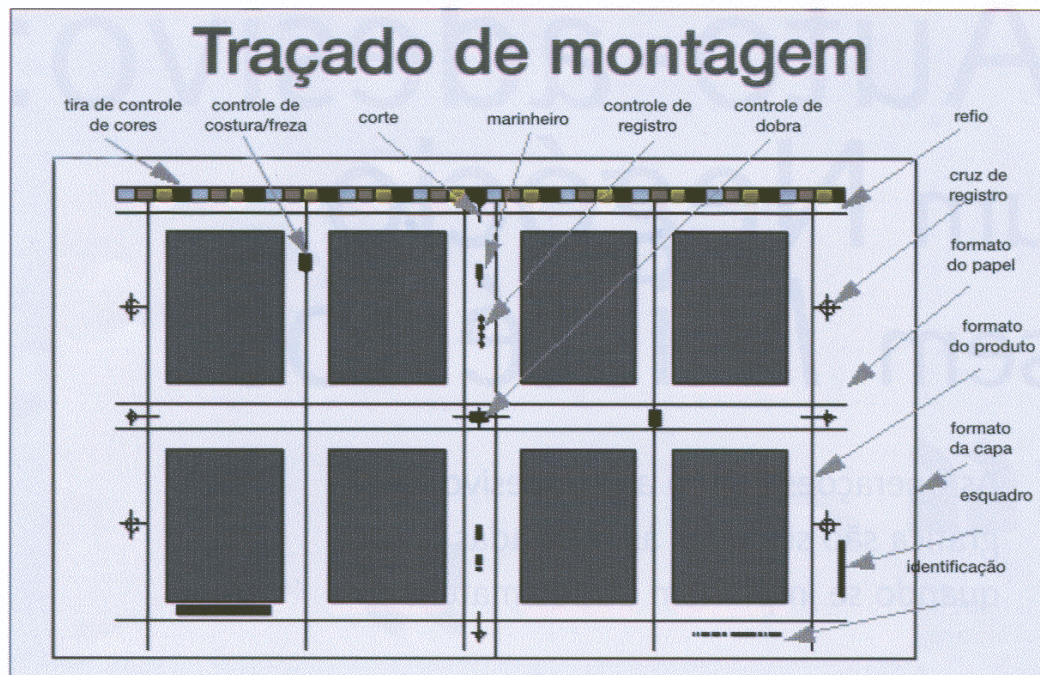 Traçado de montagem
tira de controle
de cores
controle de
costura/freza
corte
marinheiro
controle de
registro
controle de
dobra
refio
cruz de
registro
formato
do papel
formato
do produto
formato
da capa
esquadro
identificação